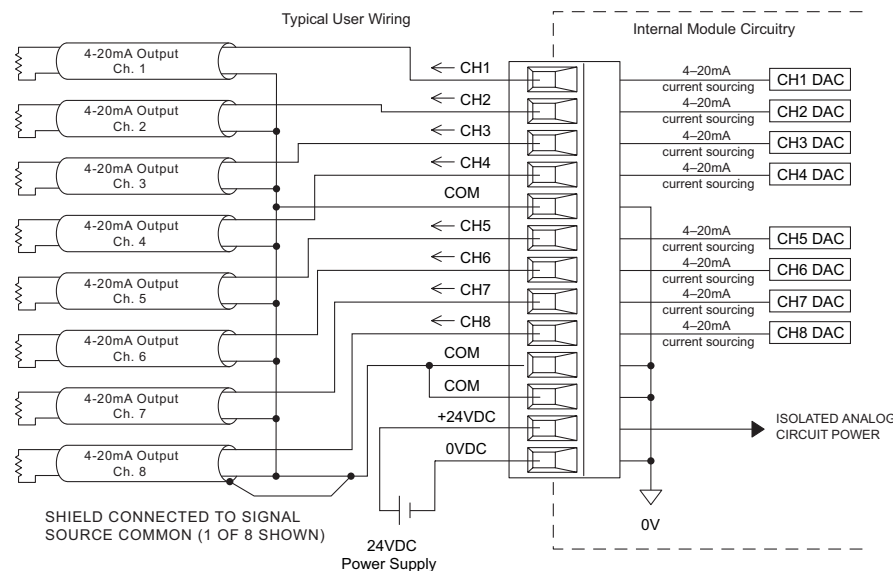 Typical User Wiring
Internal Module Circuitry
4-20mA Output
Ch. 1
4-20mA Output
Ch. 2
4-20mA Output
Ch. 3
4-20mA Output
Ch. 4
4-20mA Output
Ch. 5
4-20mA Output
Ch. 6
4-20mA Output
Ch. 7
4-20mA Output
Ch. 8
SHIELD CONNECTED TO SIGNAL
SOURCE COMMON (1 OF 8 SHOWN)
← CH1
← CH2
← CH3
← CH4
COM
← CH5
← CH6
← CH7
← CH8
COM
COM
+24VDC
0VDC
24VDC
Power Supply
4–20mA
current sourcing
CH1 DAC
4–20mA
current sourcing
CH2 DAC
4–20mA
current sourcing
CH3 DAC
4–20mA
current sourcing
CH4 DAC
4–20mA
current sourcing
CH5 DAC
4–20mA
current sourcing
CH6 DAC
4–20mA
current sourcing
CH7 DAC
4–20mA
current sourcing
CH8 DAC
ISOLATED ANALOG
CIRCUIT POWER
0V